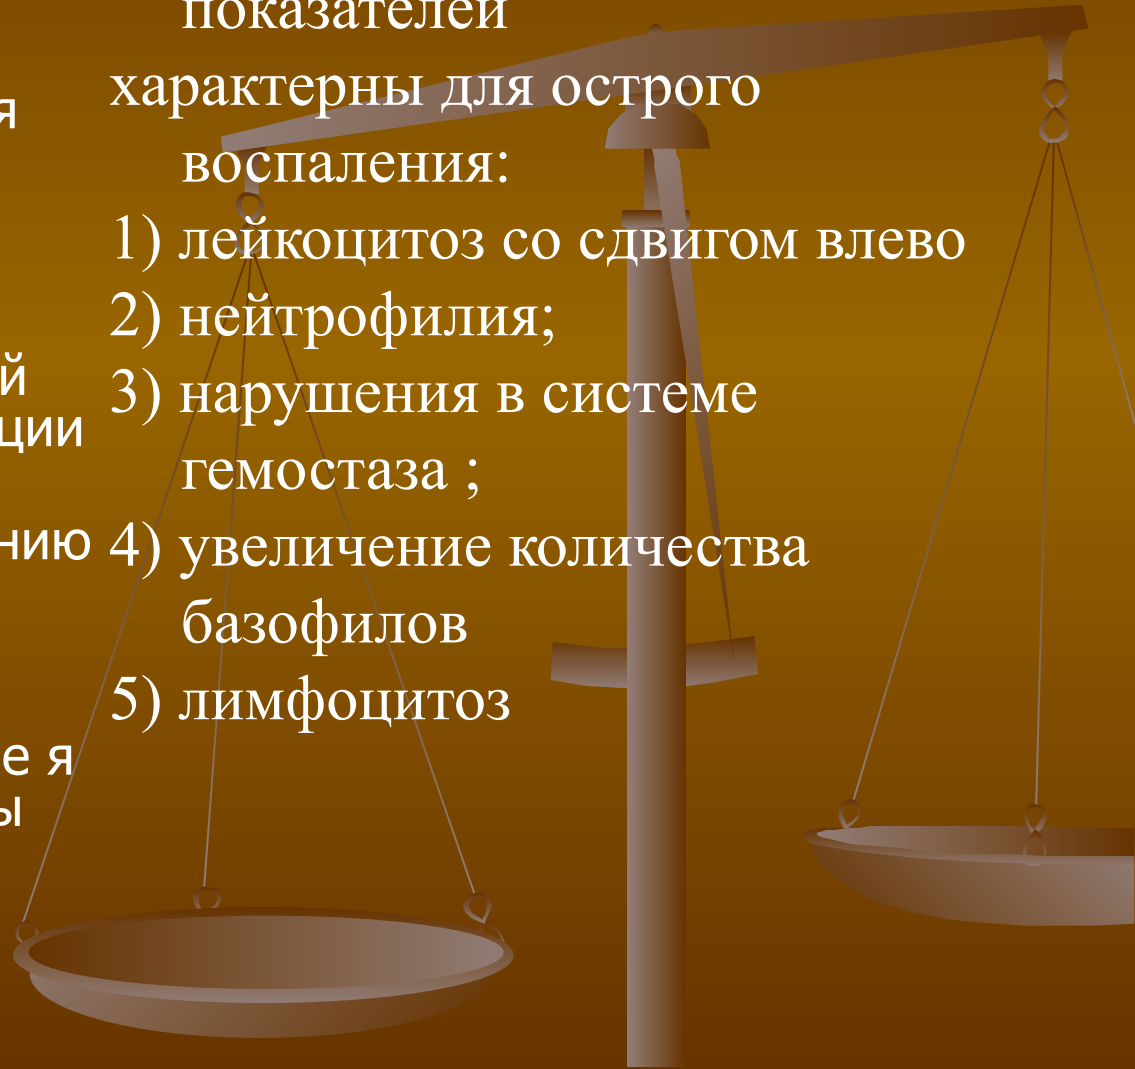 показателей
характерны для острого
воспаления:
1) лейкоцитоз со сдвигом влево
2) нейтрофилия;
3) нарушения в системе
гемостаза ;
4) увеличение количества
базофилов
5) лимфоцитоз